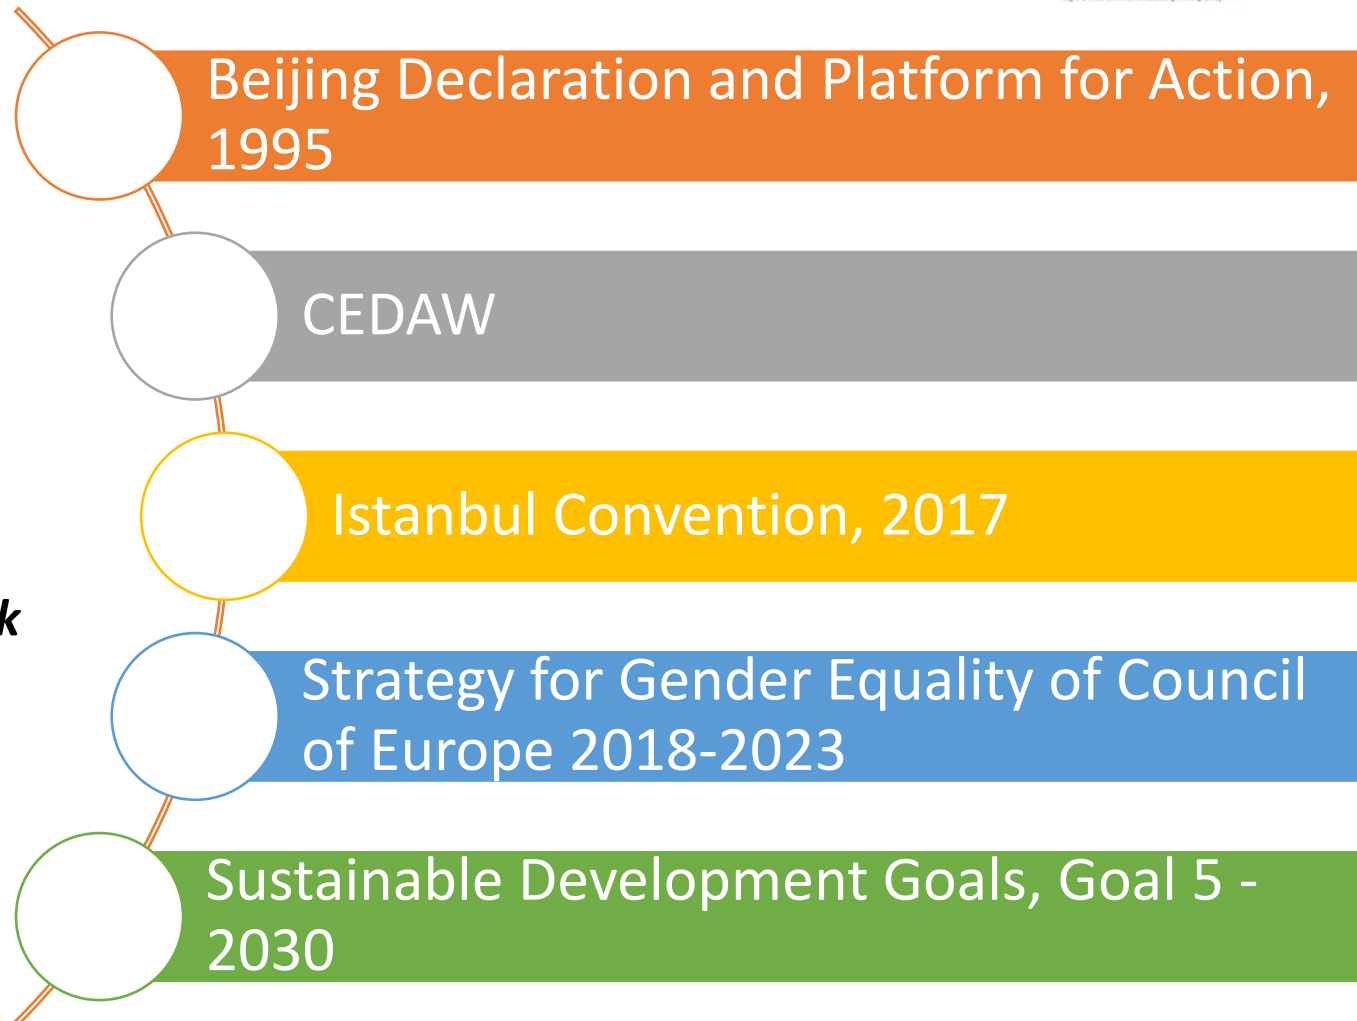 Beijing Declaration and Platform for Action,
1995
CEDAW
Istanbul Convention, 2017
k
Strategy for Gender Equality of Council
of Europe 2018-2023
Sustainable Development Goals, Goal 5 -
2030